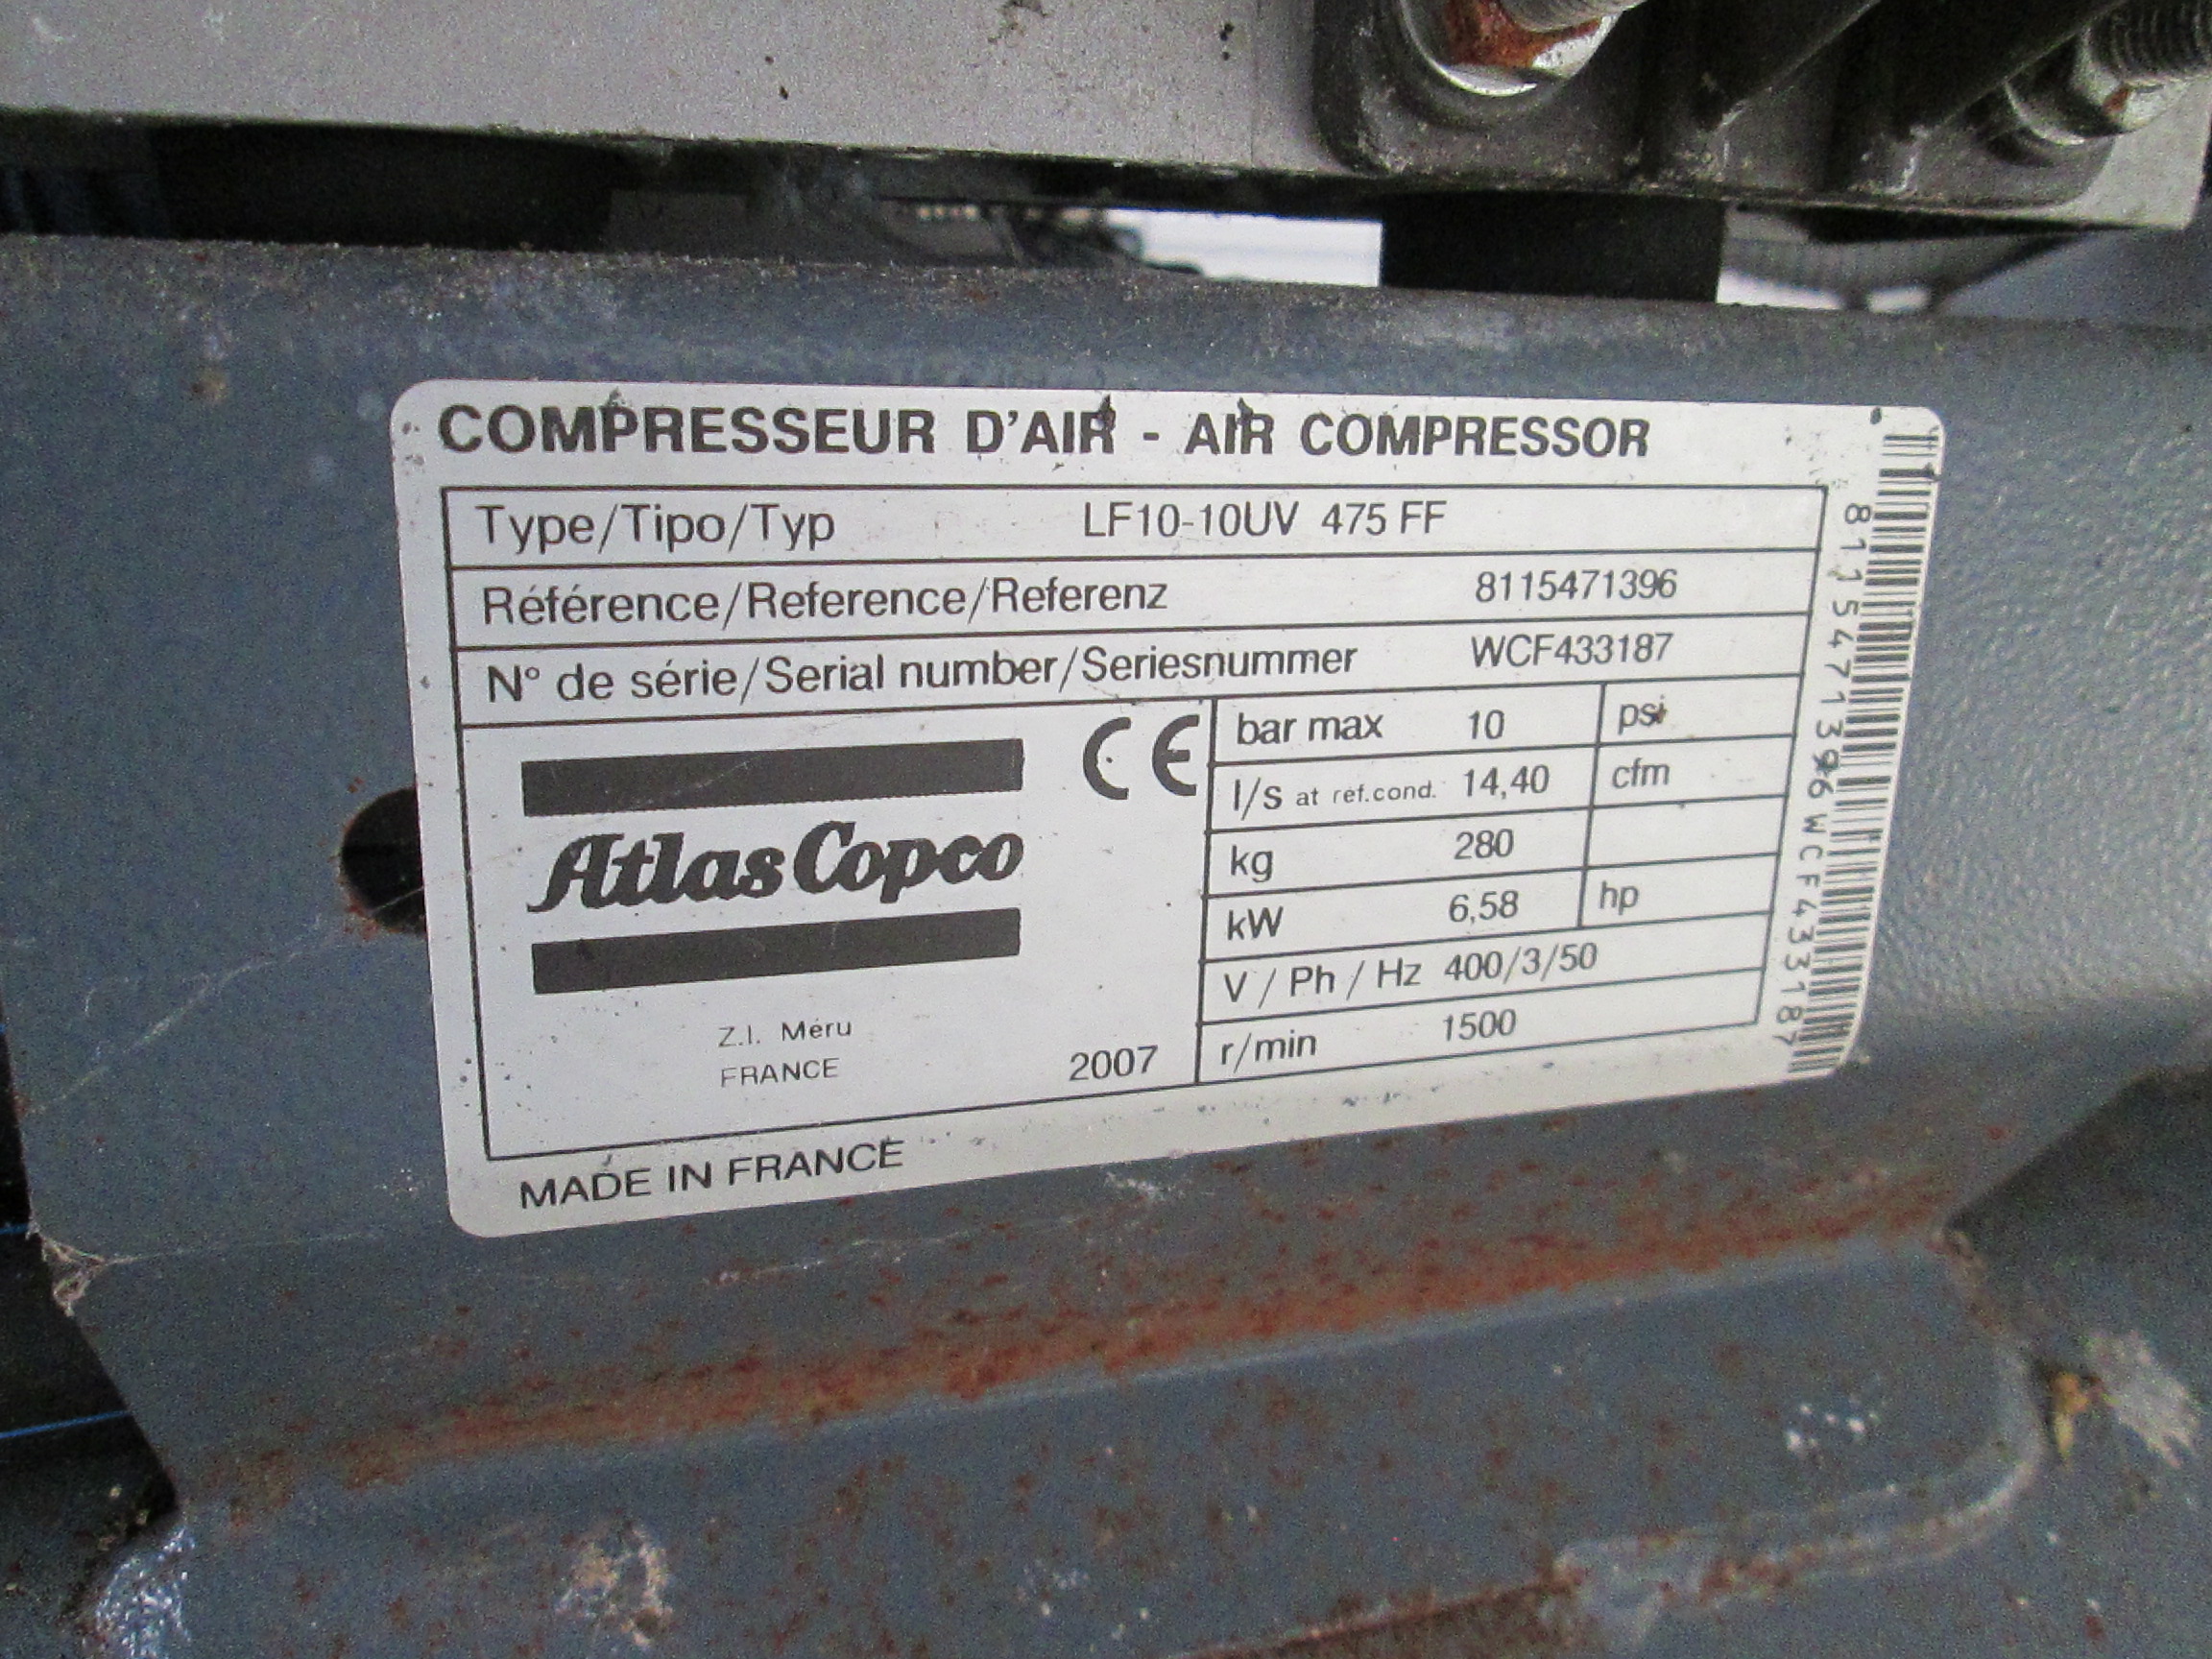 COMPRESSEUR D'AIR - AIR COMPRESSOR
Type/Tipo/Typ LF10-10UV 475 FF
Référence/Reference/Referenz 8115471396
N° de série/Serial number/Seriesnummer WCF433187
CE
Atlas Copco
Z.I. Méru
FRANCE
2007
bar max 10 psi
l/s at ref.cond. 14,40 cfm
kg 280
kW 6,58 hp
V / Ph / Hz 400/3/50
r/min 1500
MADE IN FRANCE
8115471396WCF433187